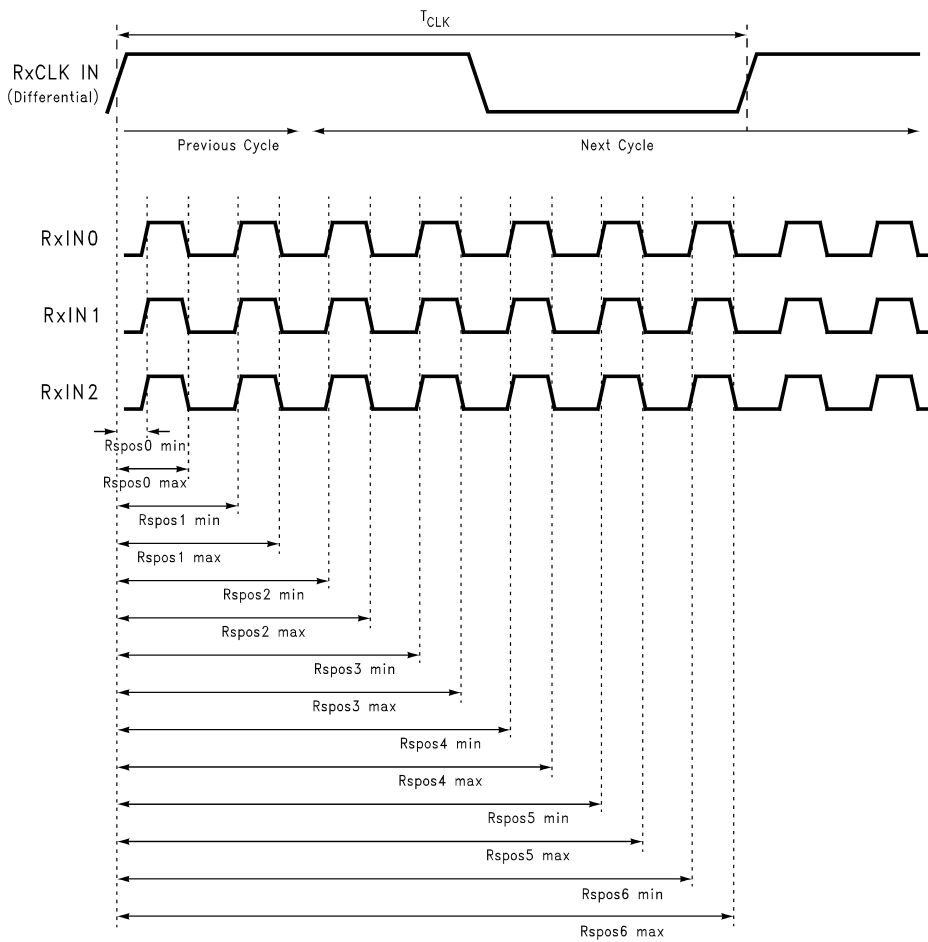 TCLK
RxCLK IN
(Differential)
Previous Cycle
Next Cycle
RxIN0
RxIN1
RxIN2
Rspos0 min
Rspos0 max
Rspos1 min
Rspos1 max
Rspos2 min
Rspos2 max
Rspos3 min
Rspos3 max
Rspos4 min
Rspos4 max
Rspos5 min
Rspos5 max
Rspos6 min
Rspos6 max